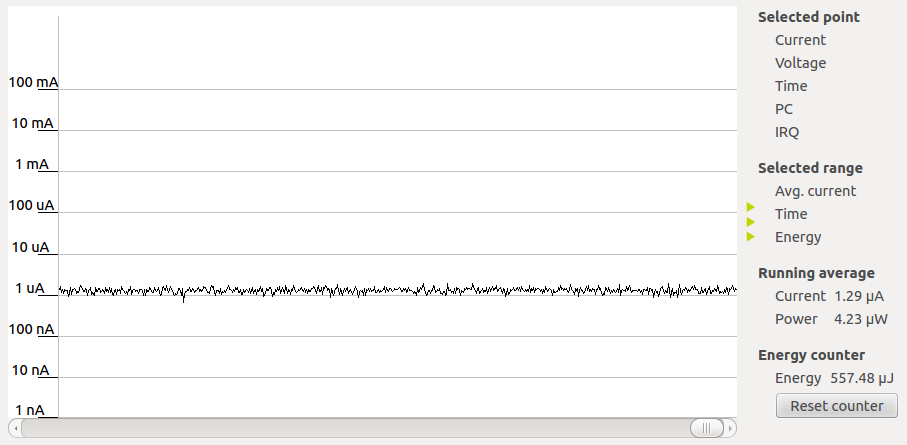 100 mA
10 mA
1 mA
100 uA
10 uA
1 uA
100 nA
10 nA
1 nA
Selected point
Current
Voltage
Time
PC
IRQ
Selected range
Avg. current
Time
Energy
Running average
Current 1.29 µA
Power 4.23 µW
Energy counter
Energy 557.48 µJ
Reset counter